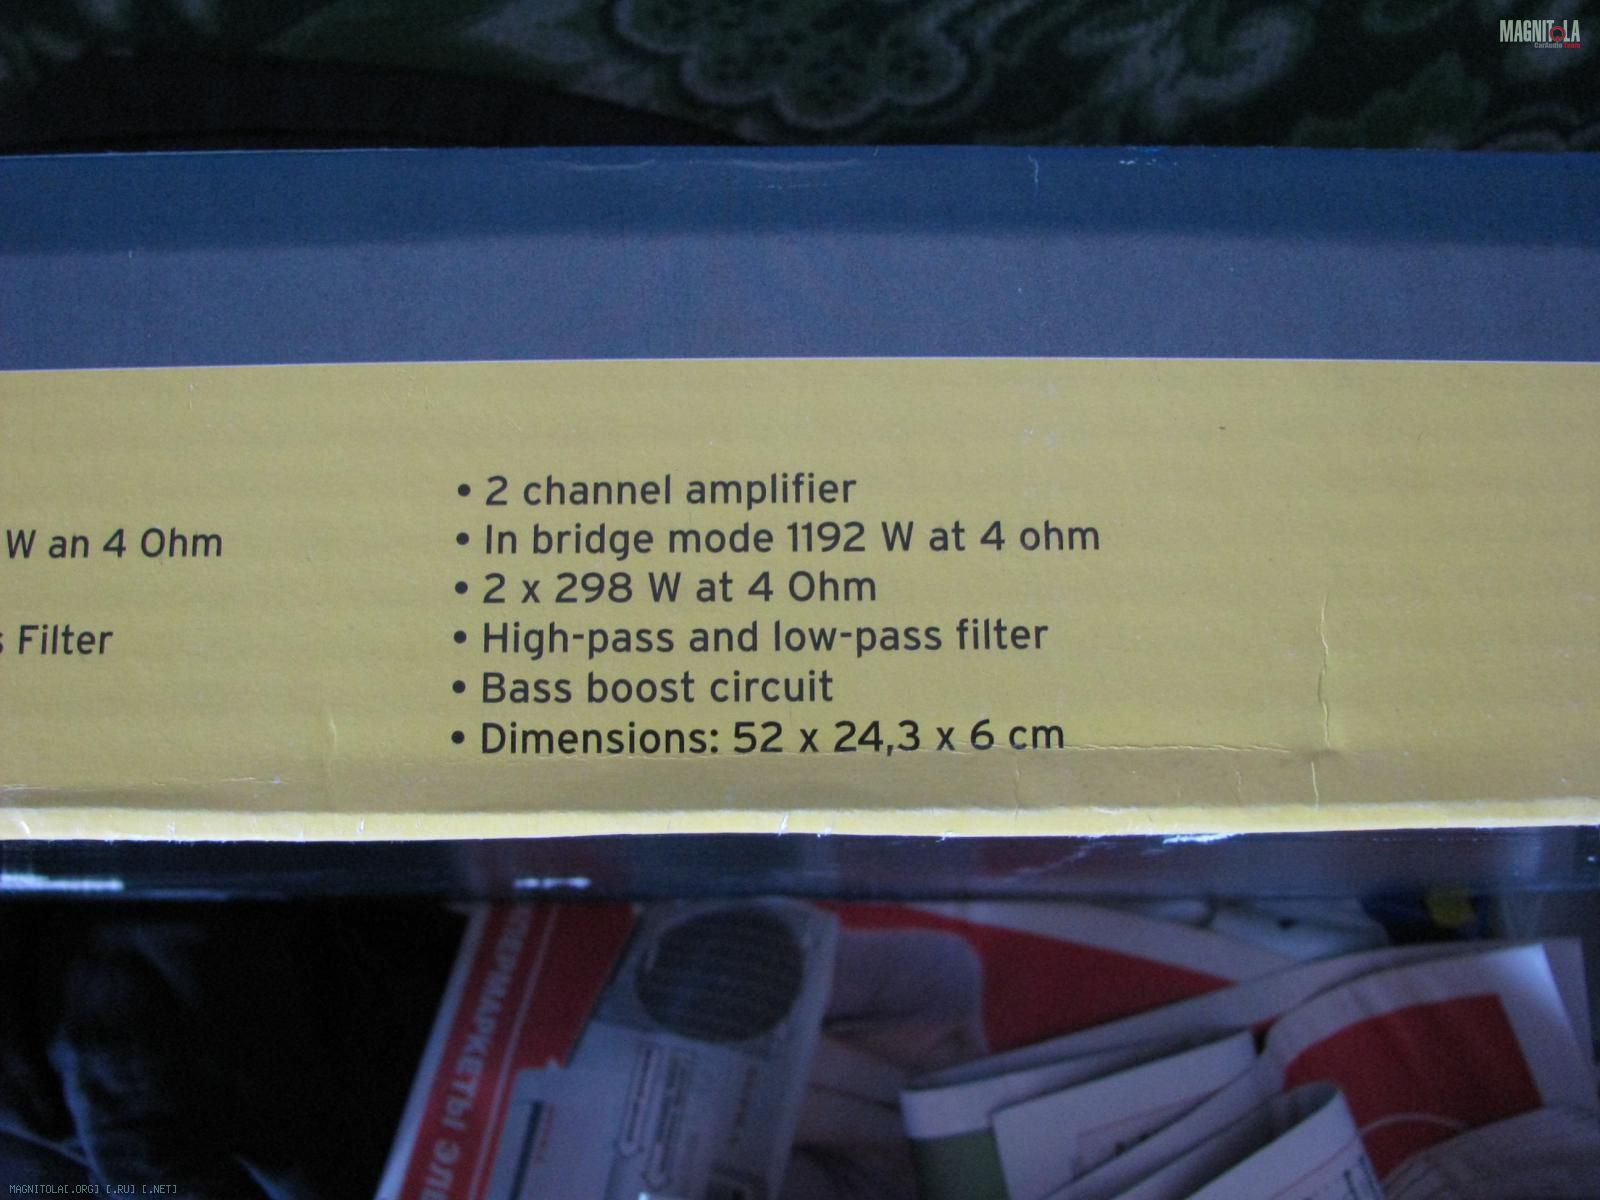 MAGNITOLA
CarAudio Team
W an 4 Ohm
s Filter
• 2 channel amplifier
• In bridge mode 1192 W at 4 ohm
• 2 x 298 W at 4 Ohm
• High-pass and low-pass filter
• Bass boost circuit
• Dimensions: 52 x 24,3 x 6 cm
MAGNITOLA[.ORG] [.RU] [.NET]